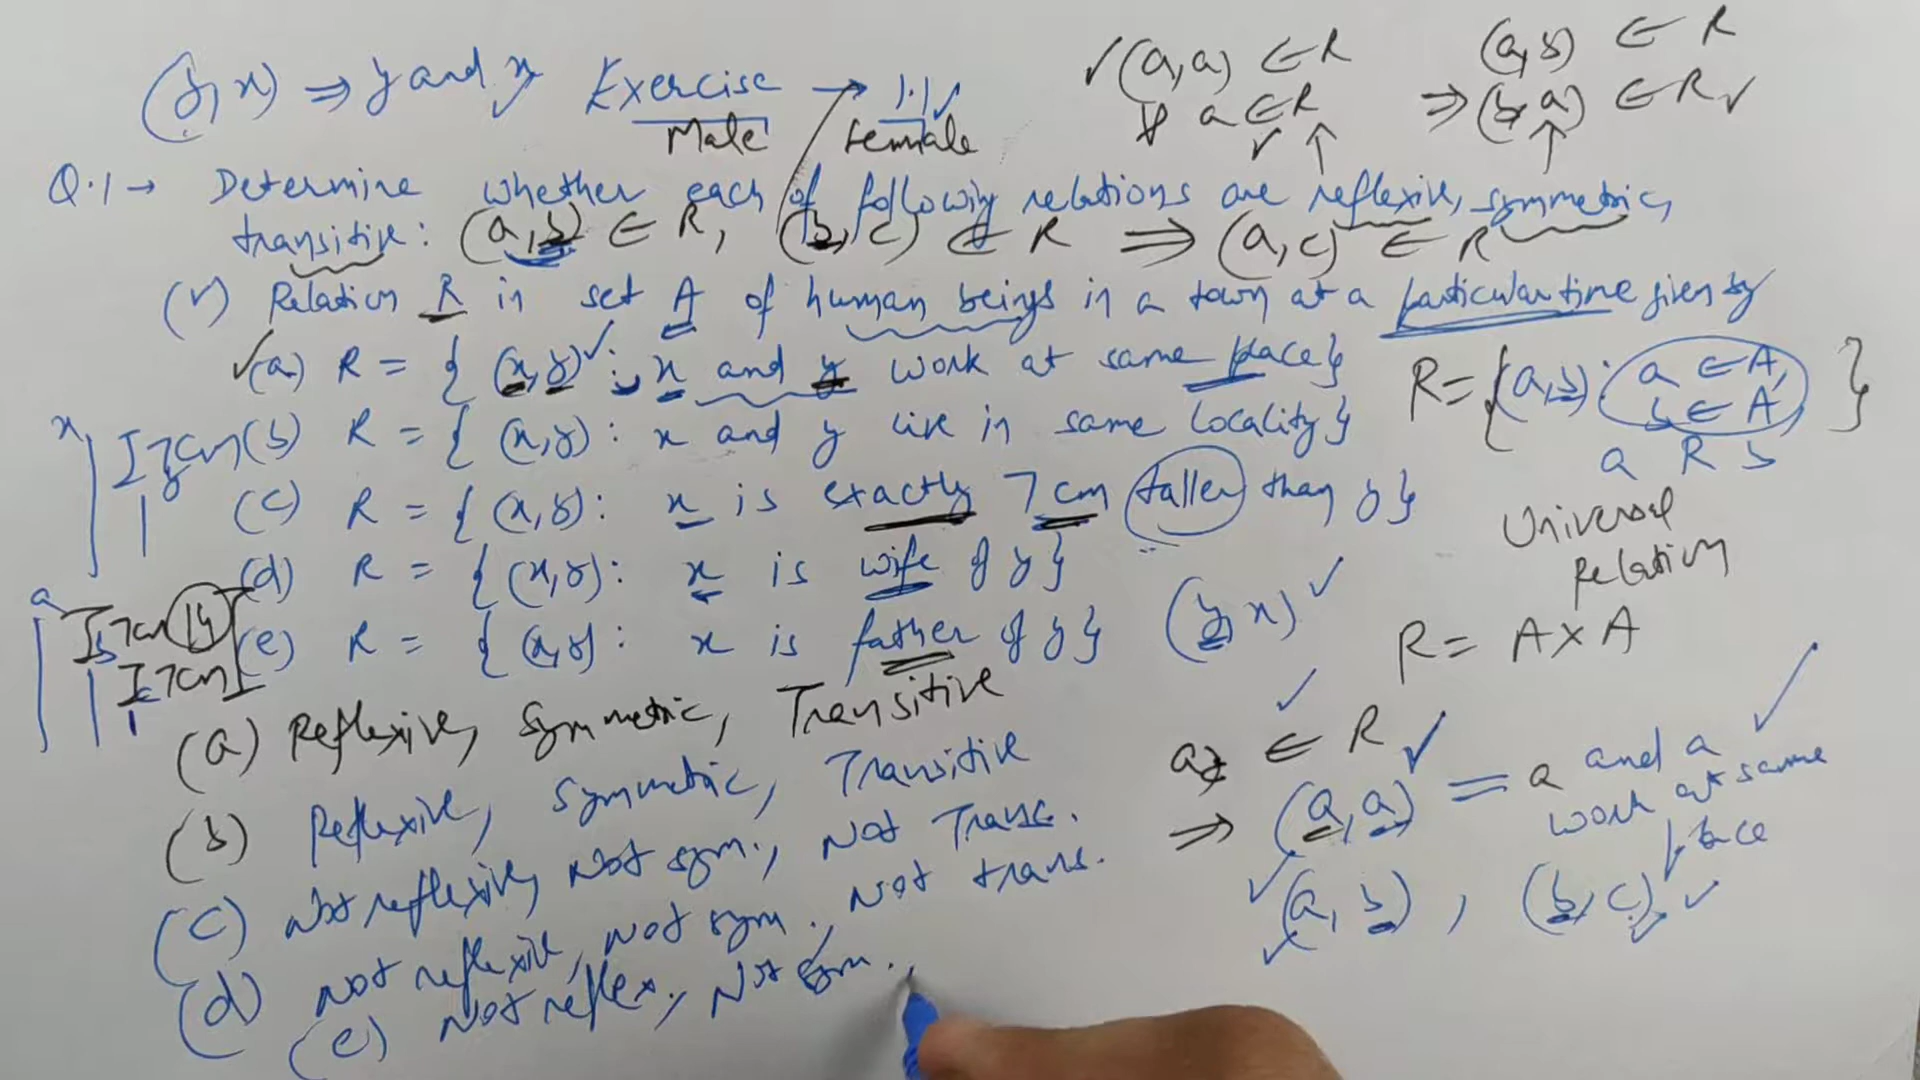 (y,x) ⇒ y and x Exercise → 1.1
Male Female
(a,a) ∈ R
∀ a ∈ R
(a,b) ∈ R
⇒ (b,a) ∈ R
Q.1 → Determine whether each of following relations are reflexive, symmetric,
transitive: (a,b) ∈ R, (b,c) ∈ R ⇒ (a,c) ∈ R
(v) Relation R in set A of human beings in a town at a particular time given by
(a) R = { (x,y) : x and y work at same place}
(b) R = { (x,y) : x and y live in same locality}
(c) R = { (x,y) : x is exactly 7 cm taller than y}
(d) R = { (x,y) : x is wife of y}
(e) R = { (x,y) : x is father of y}
x
I 7cm
y
a
I 7cm 14
b
I 7cm I
c
R = {(a,b) : a ∈ A,
b ∈ A }
a R b
Universal
Relation
R = A × A
(y,x)
(a) Reflexive, Symmetric, Transitive
(b) Reflexive, Symmetric, Transitive
(c) Not reflexive, Not sym., Not Trans.
(d) Not reflexive, Not sym., Not trans.
(e) Not reflex., Not sym.,
∈ R
⇒ (a,a) = a and a
work at same
place
(a,b) , (b,c)